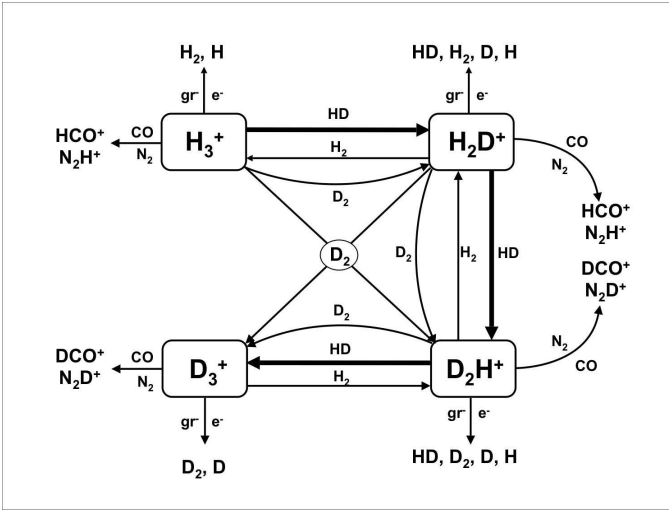 H₂, H
HD, H₂, D, H
gr⁻ e⁻
gr⁻ e⁻
HCO⁺
N₂H⁺
CO
N₂
H₃⁺
HD
H₂
D₂
H₂D⁺
CO
N₂
HCO⁺
N₂H⁺
D₂
D₂
H₂
HD
DCO⁺
N₂D⁺
DCO⁺
N₂D⁺
CO
N₂
D₃⁺
D₂
HD
H₂
D₂H⁺
N₂
CO
gr⁻ e⁻
gr⁻ e⁻
D₂, D
HD, D₂, D, H